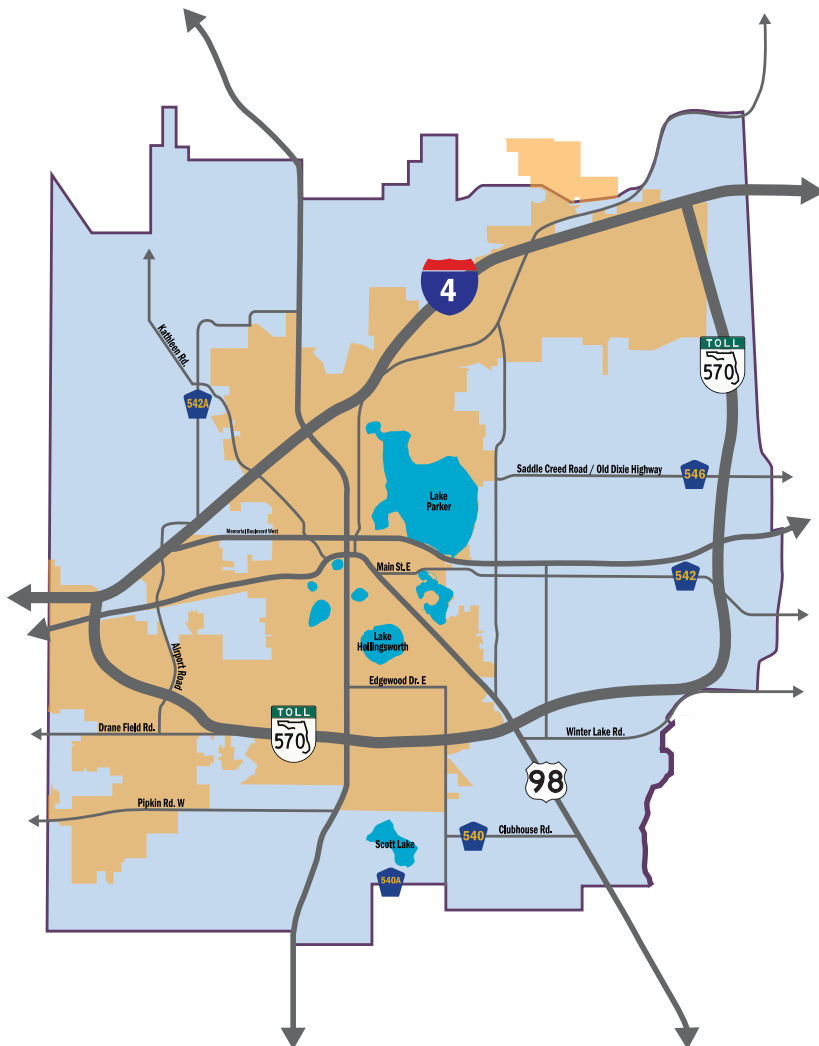 4
TOLL
570
Kathleen Rd.
542A
Saddle Creed Road / Old Dixie Highway
546
Lake
Parker
Memorial Boulevard West
Main St. E
542
Lake
Hollingsworth
Airport Road
Edgewood Dr. E
TOLL
570
Drane Field Rd.
Winter Lake Rd.
98
Pipkin Rd. W
540
Clubhouse Rd.
Scott Lake
540A